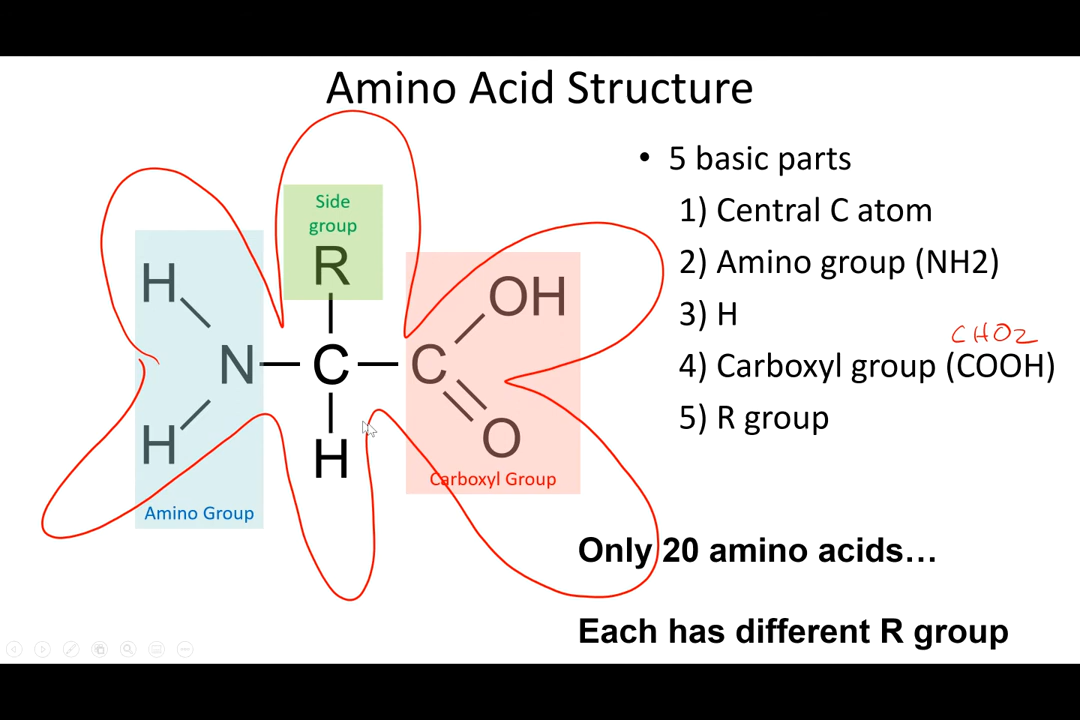 Amino Acid Structure
• 5 basic parts
1) Central C atom
2) Amino group (NH2)
3) H
CHO2
4) Carboxyl group (COOH)
5) R group
Only 20 amino acids…
Each has different R group
Side
group
R
H
OH
N
C
C
H
H
O
Carboxyl Group
Amino Group